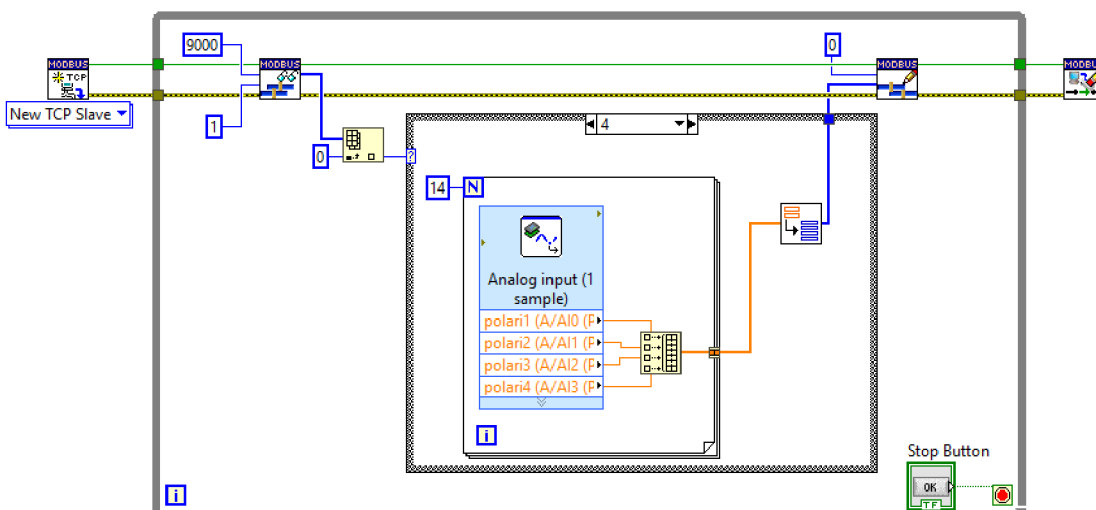 9000
0
MODBUS
MODBUS
MODBUS
MODBUS
TCP
New TCP Slave
1
4
0
?
14
N
Analog input (1
sample)
polari1 (A/AI0 (P
polari2 (A/AI1 (P
polari3 (A/AI2 (P
polari4 (A/AI3 (P
i
Stop Button
OK
TF
i